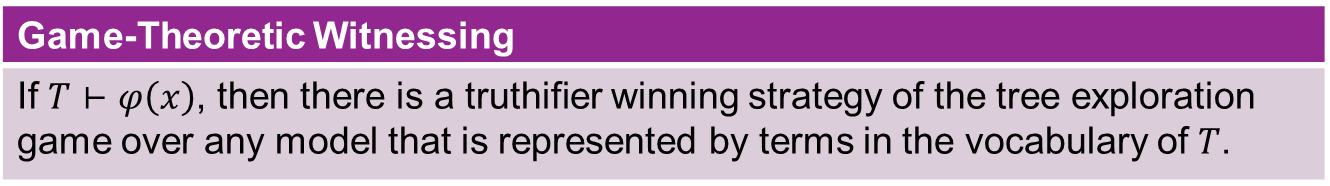 Game-Theoretic Witnessing
If 𝑇 ⊢ 𝜑(𝑥), then there is a truthifier winning strategy of the tree exploration
game over any model that is represented by terms in the vocabulary of 𝑇.